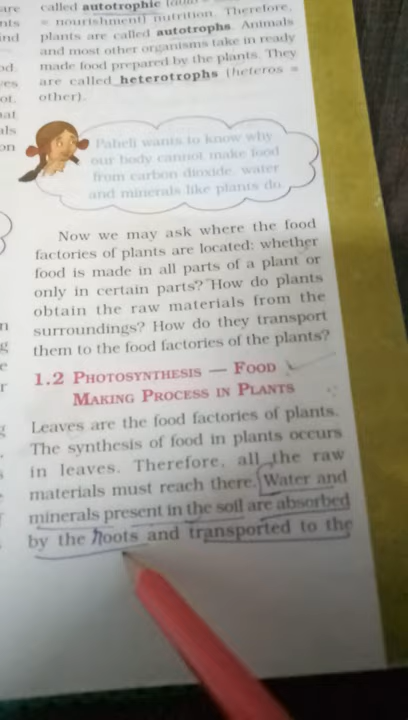 called autotrophic
= nourishment) nutrition. Therefore,
plants are called autotrophs. Animals
and most other organisms take in ready
made food prepared by the plants. They
are called heterotrophs (heteros =
other).
Paheli wants to know why
our body cannot make food
from carbon dioxide, water
and minerals like plants do.
Now we may ask where the food
factories of plants are located: whether
food is made in all parts of a plant or
only in certain parts? How do plants
obtain the raw materials from the
surroundings? How do they transport
them to the food factories of the plants?
1.2 PHOTOSYNTHESIS — FOOD
MAKING PROCESS IN PLANTS
Leaves are the food factories of plants.
The synthesis of food in plants occurs
in leaves. Therefore, all the raw
materials must reach there. Water and
minerals present in the soil are absorbed
by the roots and transported to the